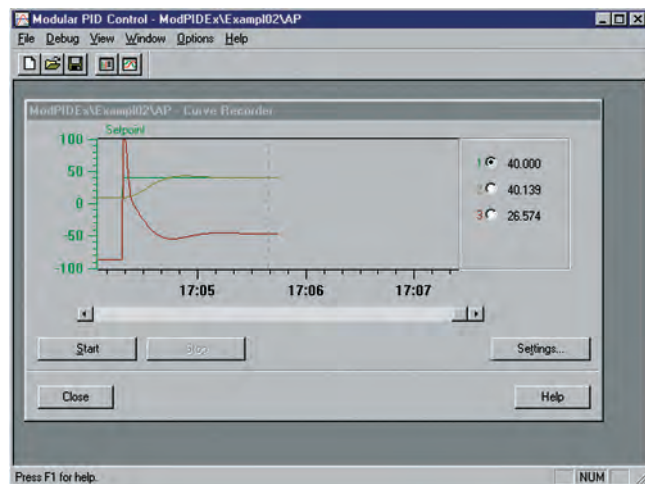 Modular PID Control - ModPIDEx\Exampl02\AP
File Debug View Window Options Help
ModPIDEx\Exampl02\AP - Curve Recorder
Setpoint
100
50
0
-50
-100
17:05 17:06 17:07
1 40.000
2 40.139
3 26.574
Start Stop Settings...
Close Help
Press F1 for help. NUM